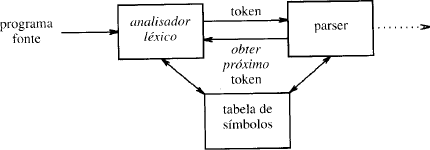 programa
fonte
analisador
léxico
token
obter
próximo
token
parser
tabela de
símbolos